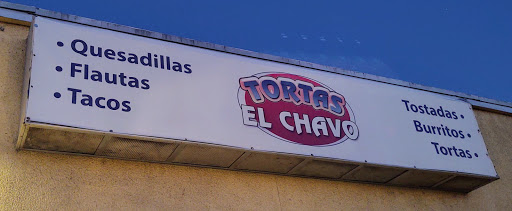 • Quesadillas
• Flautas
• Tacos
TORTAS
EL CHAVO
Tostadas •
Burritos •
Tortas •